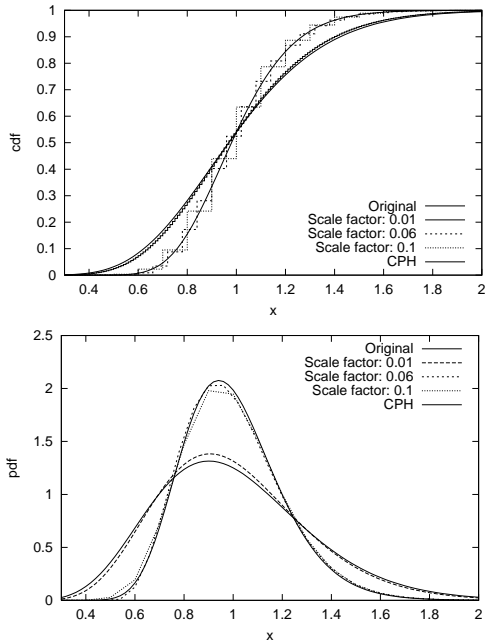 1
0.9
0.8
0.7
0.6
0.5
0.4
0.3
0.2
0.1
0
cdf
Original
Scale factor: 0.01
Scale factor: 0.06
Scale factor: 0.1
CPH
0.4 0.6 0.8 1 1.2 1.4 1.6 1.8 2
x
2.5
2
1.5
1
0.5
0
pdf
Original
Scale factor: 0.01
Scale factor: 0.06
Scale factor: 0.1
CPH
0.4 0.6 0.8 1 1.2 1.4 1.6 1.8 2
x